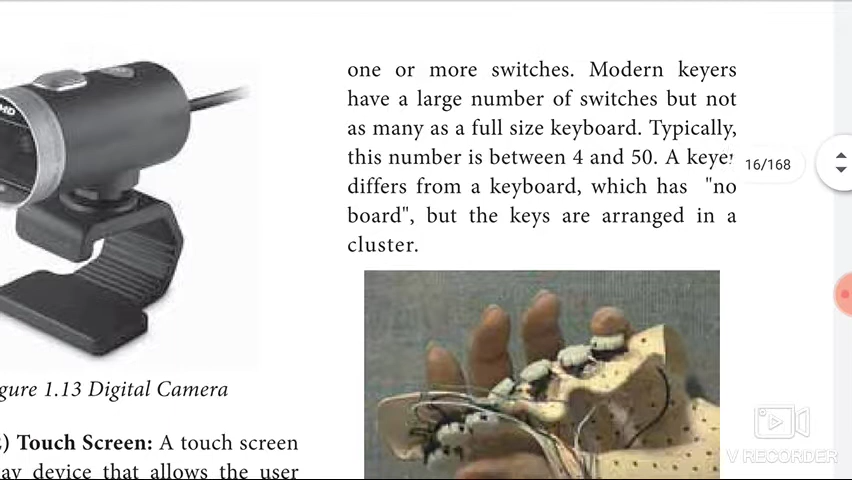 HD
gure 1.13 Digital Camera
) Touch Screen: A touch screen
ay device that allows the user
one or more switches. Modern keyers
have a large number of switches but not
as many as a full size keyboard. Typically,
this number is between 4 and 50. A keyer
differs from a keyboard, which has "no
board", but the keys are arranged in a
cluster.
16/168
V RECORDER